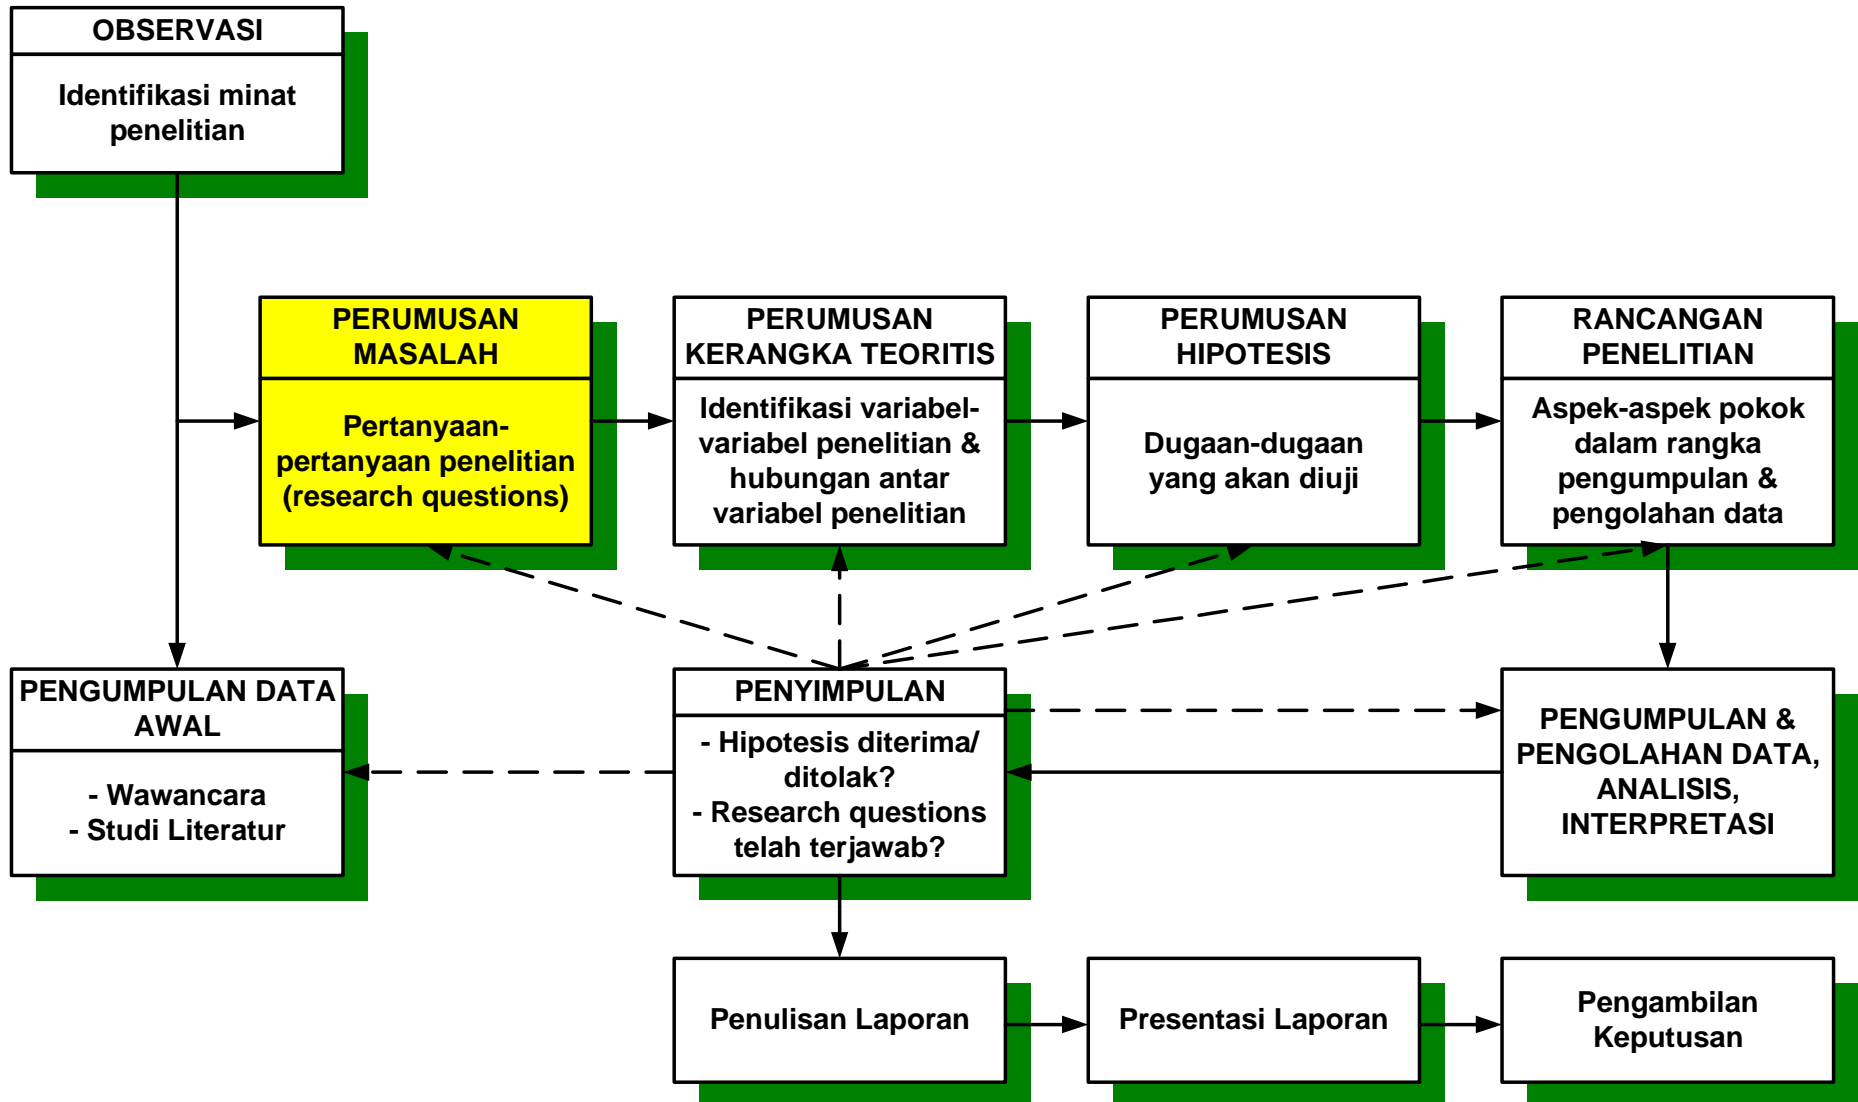 OBSERVASI
Identifikasi minat
penelitian
PERUMUSAN
MASALAH
Pertanyaan-
pertanyaan penelitian
(research questions)
PERUMUSAN
KERANGKA TEORITIS
Identifikasi variabel-
variabel penelitian &
hubungan antar
variabel penelitian
PERUMUSAN
HIPOTESIS
Dugaan-dugaan
yang akan diuji
RANCANGAN
PENELITIAN
Aspek-aspek pokok
dalam rangka
pengumpulan &
pengolahan data
PENGUMPULAN DATA
AWAL
- Wawancara
- Studi Literatur
PENYIMPULAN
- Hipotesis diterima/
ditolak?
- Research questions
telah terjawab?
PENGUMPULAN &
PENGOLAHAN DATA,
ANALISIS,
INTERPRETASI
Penulisan Laporan
Presentasi Laporan
Pengambilan
Keputusan